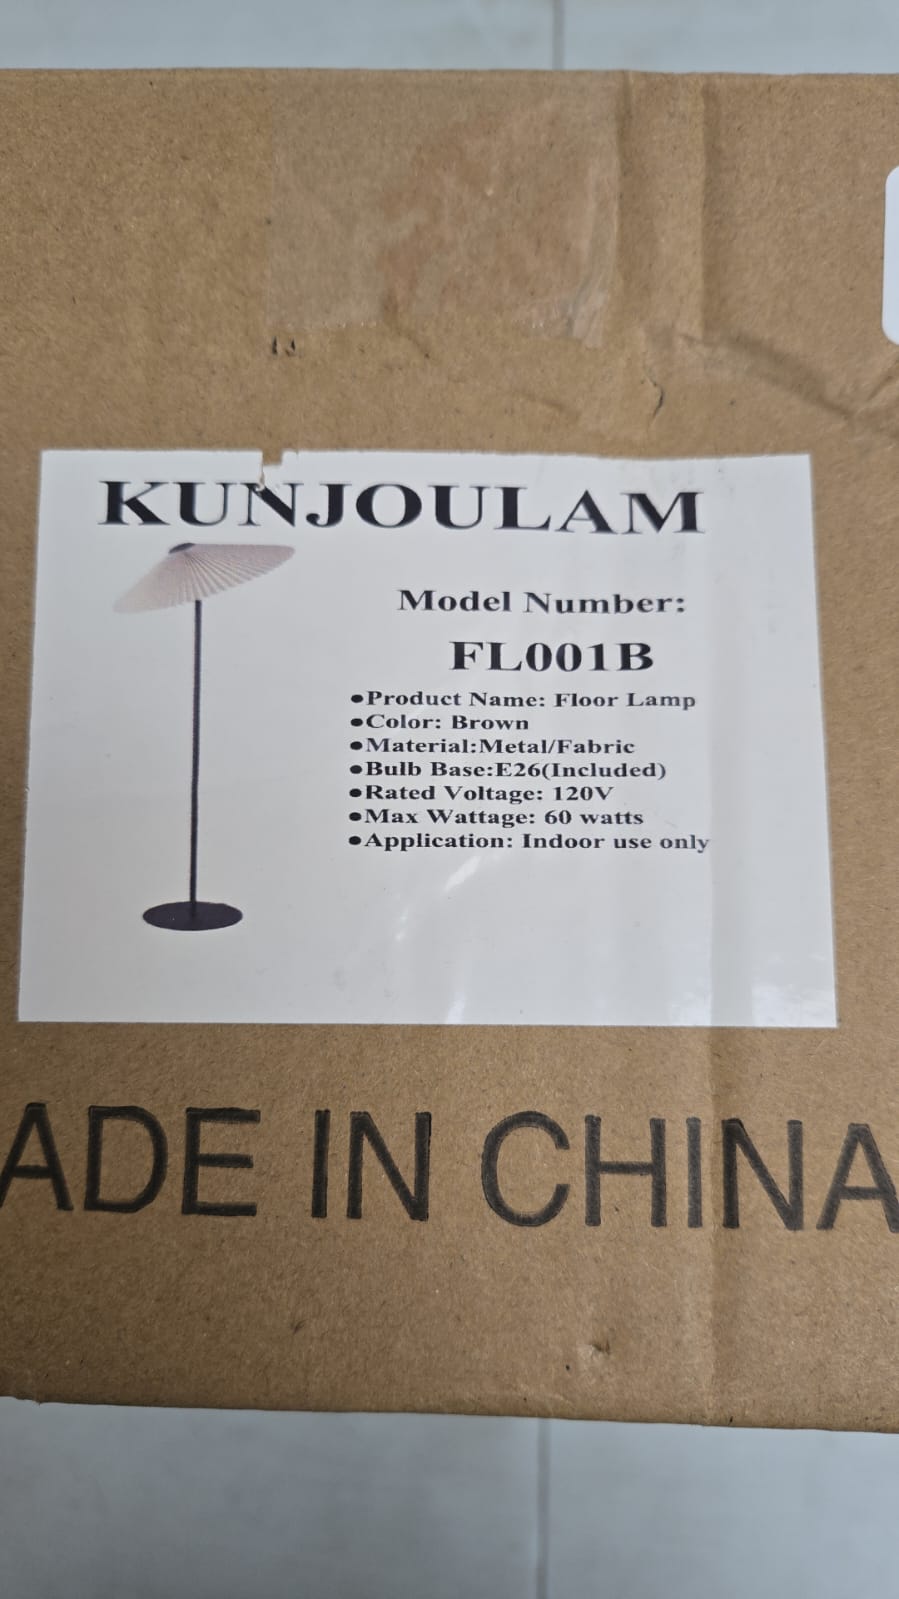 KUNJOULAM
Model Number:
FL001B
●Product Name: Floor Lamp
●Color: Brown
●Material:Metal/Fabric
●Bulb Base:E26(Included)
●Rated Voltage: 120V
●Max Wattage: 60 watts
●Application: Indoor use only
ADE IN CHINA